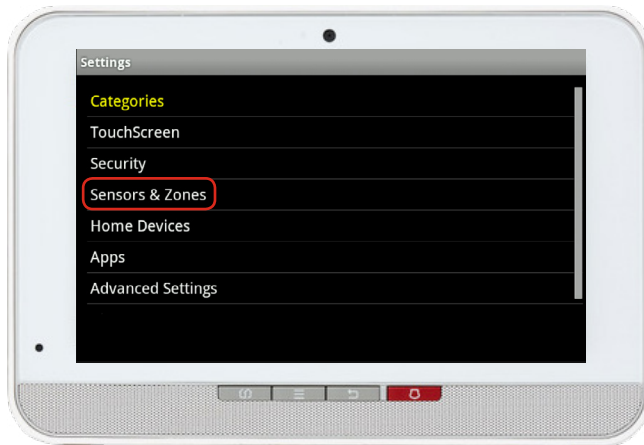 Settings
Categories
TouchScreen
Security
Sensors & Zones
Home Devices
Apps
Advanced Settings